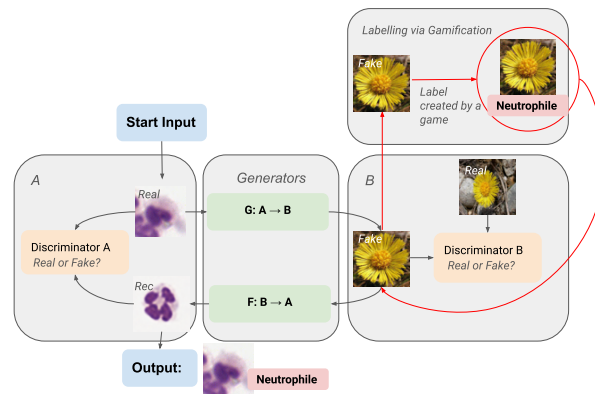 Labelling via Gamification
Fake
Label
created by a
game
Neutrophile
Start Input
A
Real
Generators
G: A → B
B
Real
Discriminator A
Real or Fake?
Fake
Discriminator B
Real or Fake?
Rec
F: B → A
Output:
Neutrophile